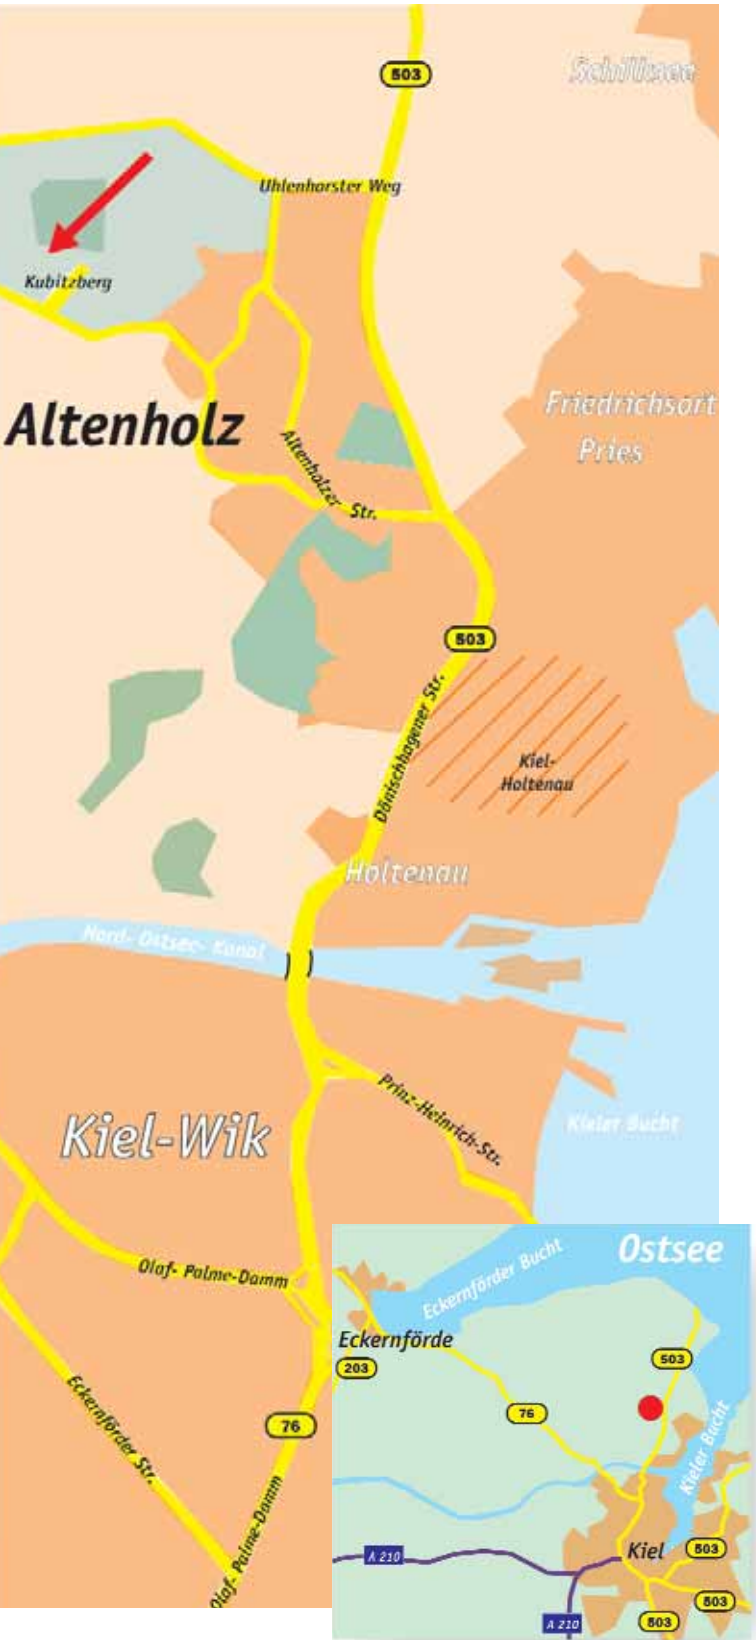 503
Schilksee
Uhlenhorster Weg
Kubitzberg
Friedrichsort
Pries
Altenholz
Altenholzer Str.
503
Dänischhagener Str.
Kiel-
Holtenau
Holtenau
Nord- Ostsee- Kanal
Prinz-Heinrich-Str.
Kieler Bucht
Kiel-Wik
Olaf- Palme-Damm
Eckernförder Str.
76
Olaf- Palme-Damm
Ostsee
Eckernförder Bucht
Eckernförde
203
503
76
Kieler Bucht
A 210
Kiel
503
503
A 210
503